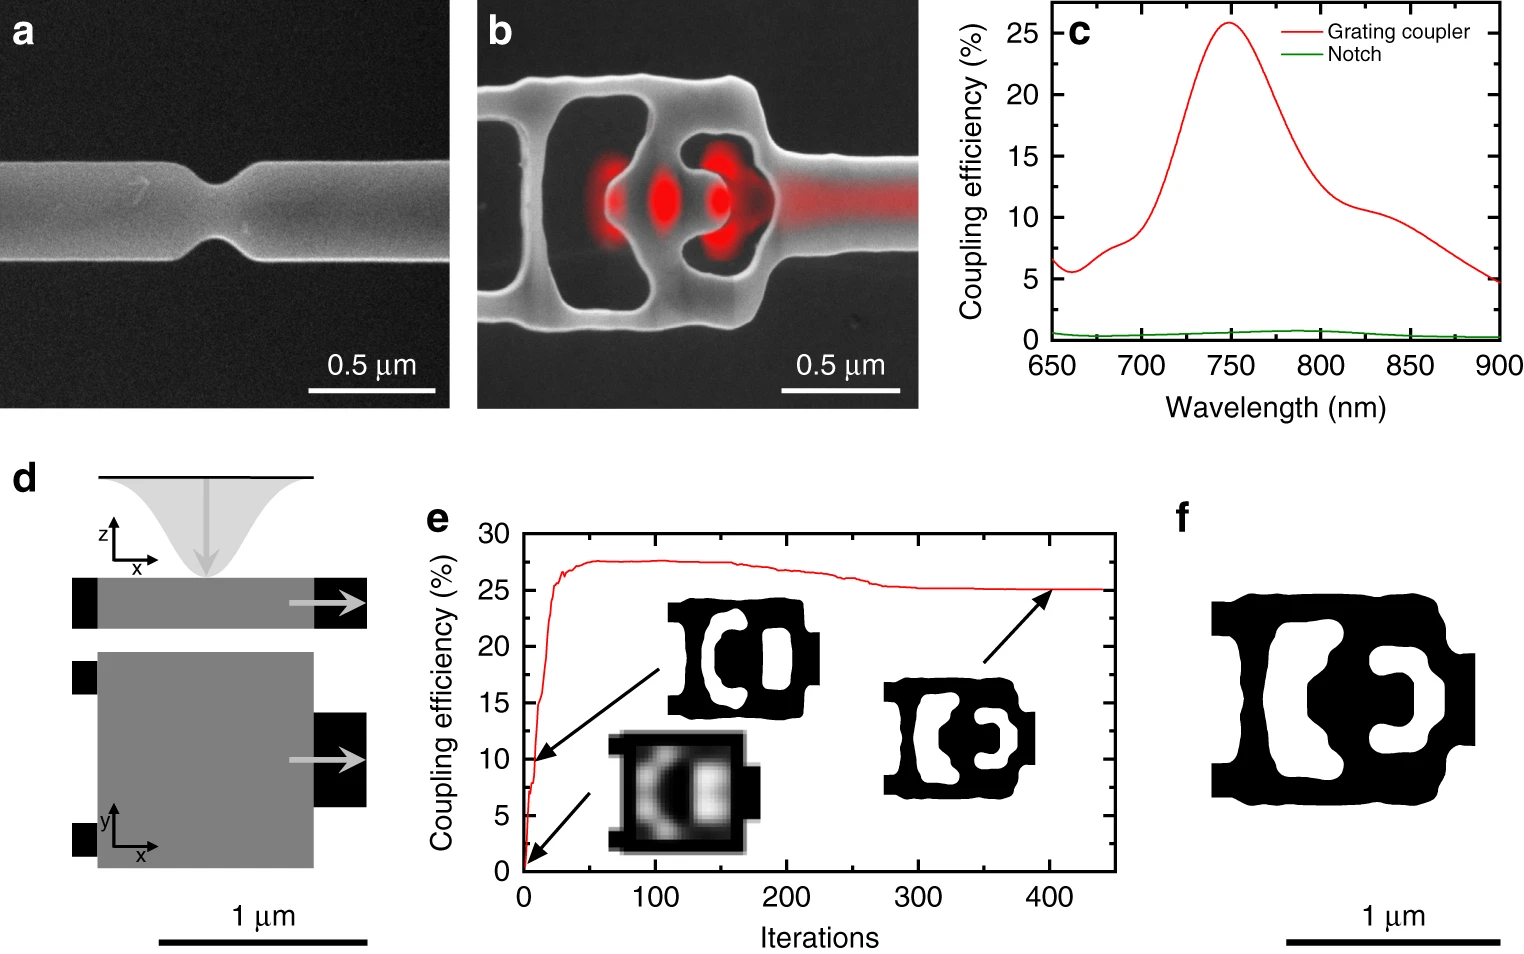 a
0.5 μm
b
0.5 μm
c
Coupling efficiency (%)
25
20
15
10
5
0
Grating coupler
Notch
650 700 750 800 850 900
Wavelength (nm)
d
z
x
y
x
1 μm
e
Coupling efficiency (%)
30
25
20
15
10
5
0
0 100 200 300 400
Iterations
f
1 μm